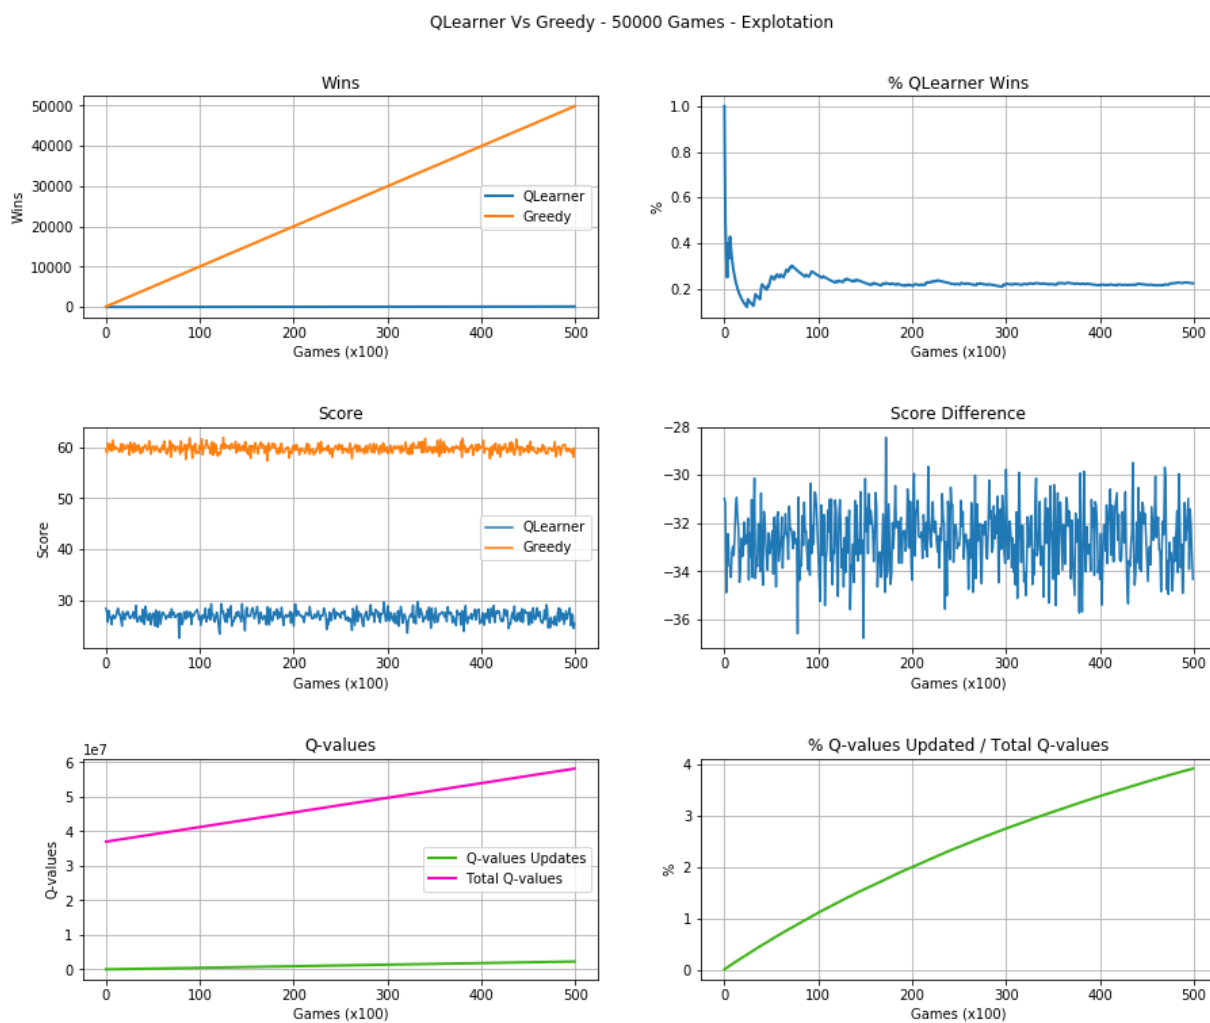 QLearner Vs Greedy - 50000 Games - Explotation
Wins
50000
40000
30000
20000
10000
0
Wins
QLearner
Greedy
0 100 200 300 400 500
Games (x100)
% QLearner Wins
1.0
0.8
0.6
0.4
0.2
%
0 100 200 300 400 500
Games (x100)
Score
60
50
40
30
Score
QLearner
Greedy
0 100 200 300 400 500
Games (x100)
Score Difference
−28
−30
−32
−34
−36
0 100 200 300 400 500
Games (x100)
Q-values
1e7
6
5
4
3
2
1
0
Q-values
Q-values Updates
Total Q-values
0 100 200 300 400 500
Games (x100)
% Q-values Updated / Total Q-values
4
3
2
1
0
%
0 100 200 300 400 500
Games (x100)